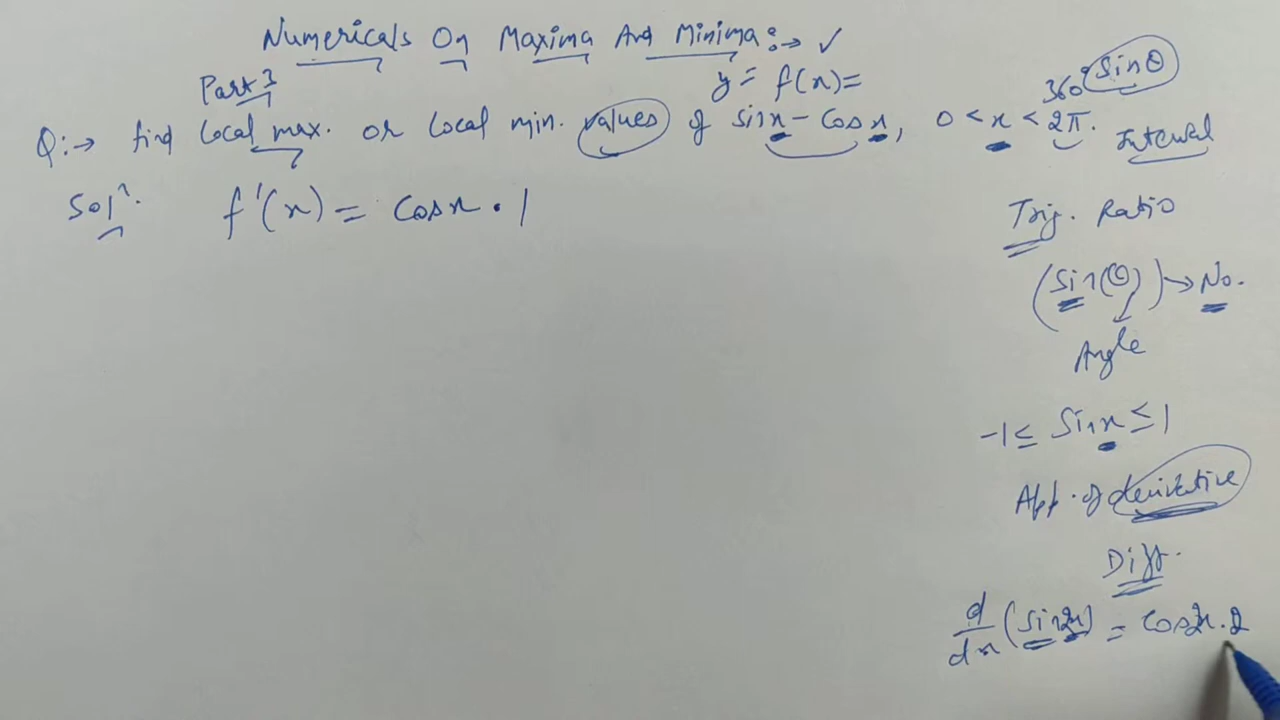 Numericals On Maxima And Minima :→ ✓
Part 3
y = f(x)=
360° Sinθ
Q:→ find Local max. or Local min. values of sinx - Cosx, 0 < x < 2π.
Interval
Solⁿ. f'(x) = Cosx . 1
Trig. Ratio
(Sin(θ)) → No.
Angle
-1 ≤ Sinx ≤ 1
App. of derivative
Diff.
d/dx (Sin2x) = Cos2x . 2